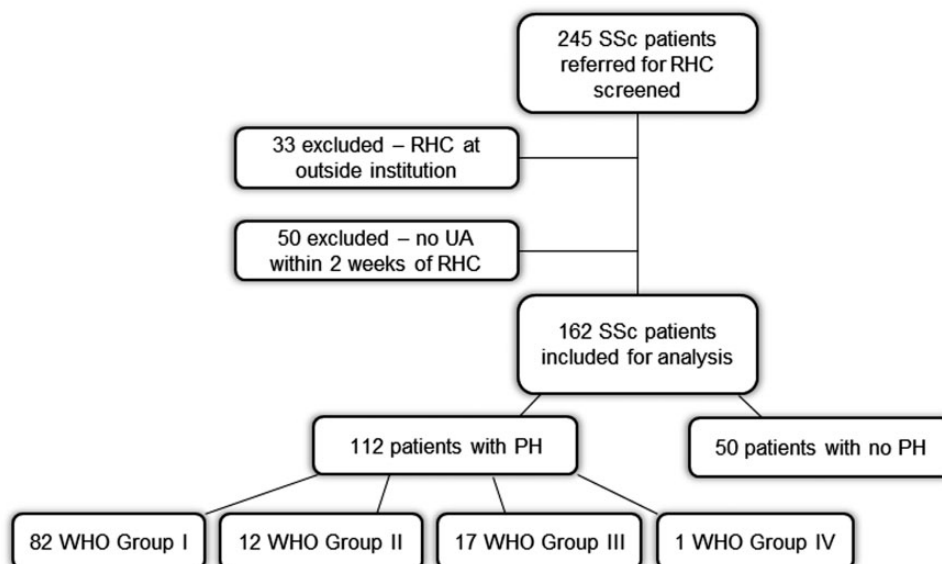 245 SSc patients
referred for RHC
screened
33 excluded – RHC at
outside institution
50 excluded – no UA
within 2 weeks of RHC
162 SSc patients
included for analysis
112 patients with PH
50 patients with no PH
82 WHO Group I
12 WHO Group II
17 WHO Group III
1 WHO Group IV